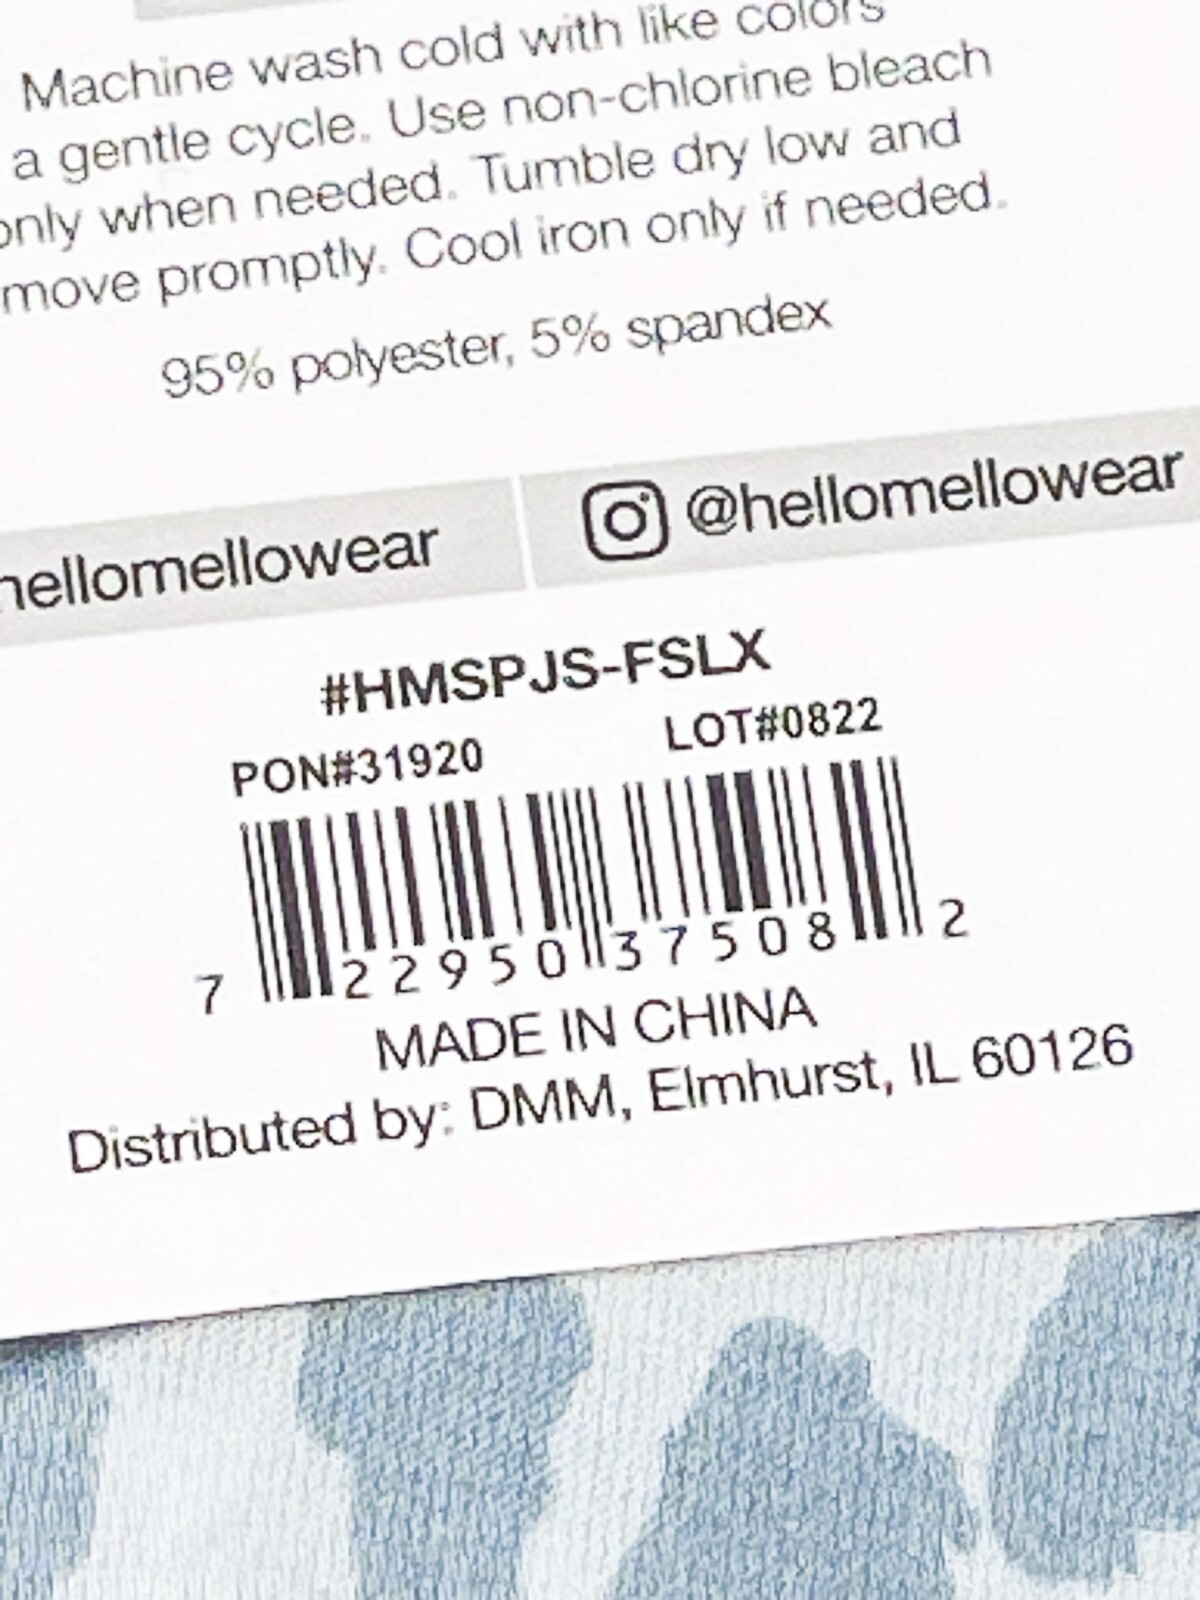 Machine wash cold with like colors
a gentle cycle. Use non-chlorine bleach
only when needed. Tumble dry low and
move promptly. Cool iron only if needed.
95% polyester, 5% spandex
hellomellowear
@hellomellowear
#HMSPJS-FSLX
PON#31920 LOT#0822
7 22950 37508 2
MADE IN CHINA
Distributed by: DMM, Elmhurst, IL 60126